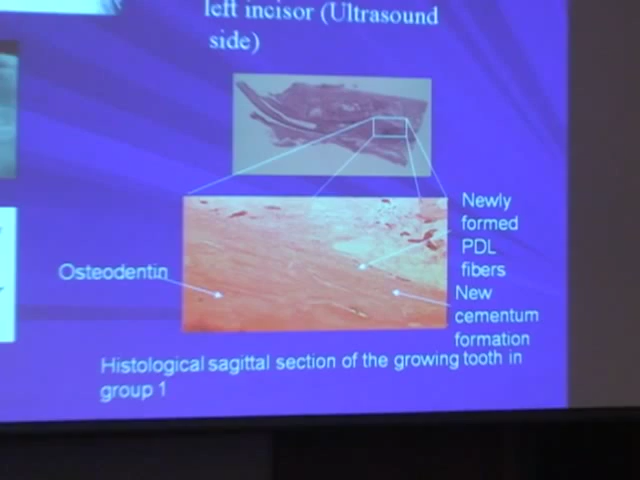 left incisor (Ultrasound
side)
Newly
formed
PDL
fibers
Osteodentin
New
cementum
formation
Histological sagittal section of the growing tooth in
group 1